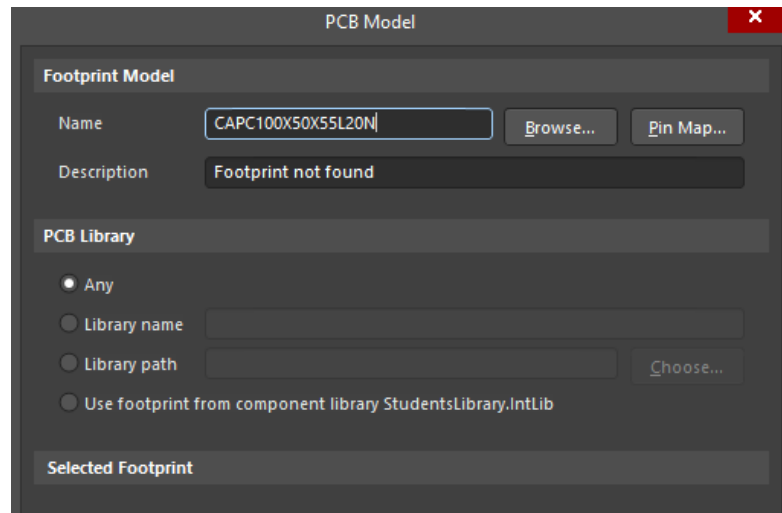 PCB Model
Footprint Model
Name CAPC100X50X55L20N Browse... Pin Map...
Description Footprint not found
PCB Library
Any
Library name
Library path Choose...
Use footprint from component library StudentsLibrary.IntLib
Selected Footprint